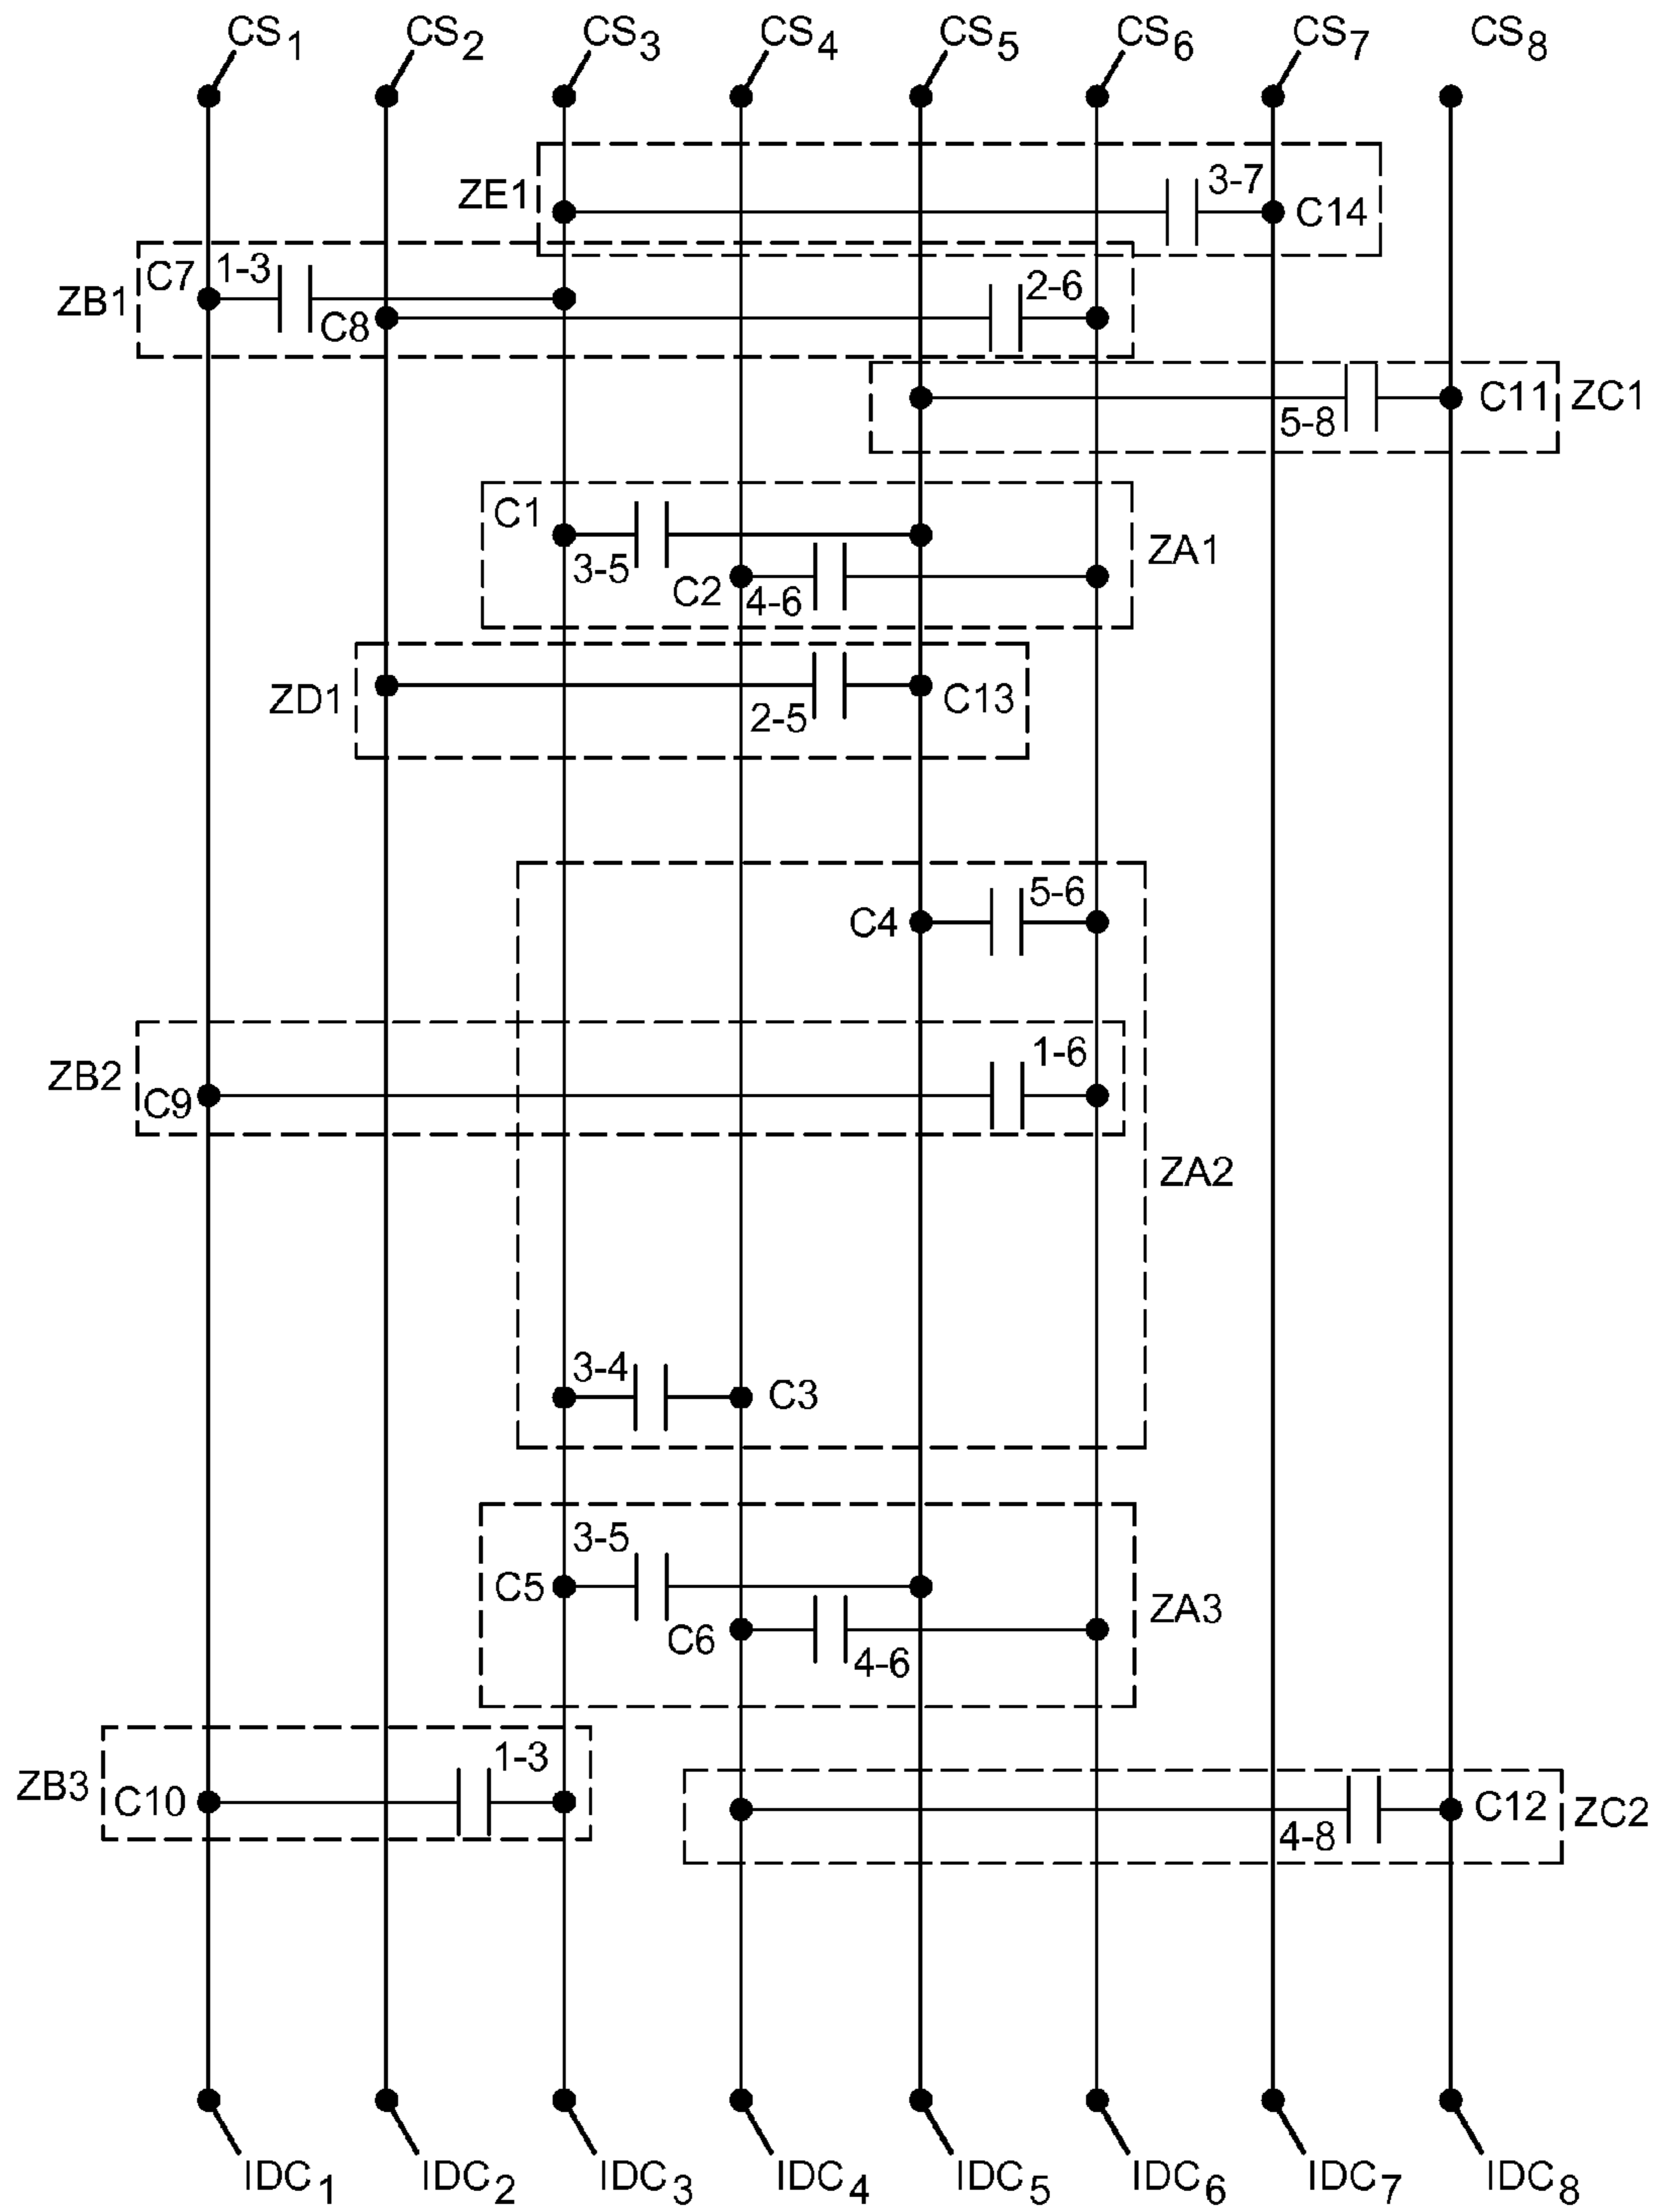 CS1 CS2 CS3 CS4 CS5 CS6 CS7 CS8
3-7
ZE1
C14
C7 1-3
2-6
ZB1
C8
C11 ZC1
5-8
C1
ZA1
3-5
C2 4-6
ZD1
C13
2-5
5-6
C4
1-6
ZB2
C9
ZA2
3-4
C3
3-5
C5
ZA3
C6
4-6
1-3
ZB3
C10
C12 ZC2
4-8
IDC1 IDC2 IDC3 IDC4 IDC5 IDC6 IDC7 IDC8